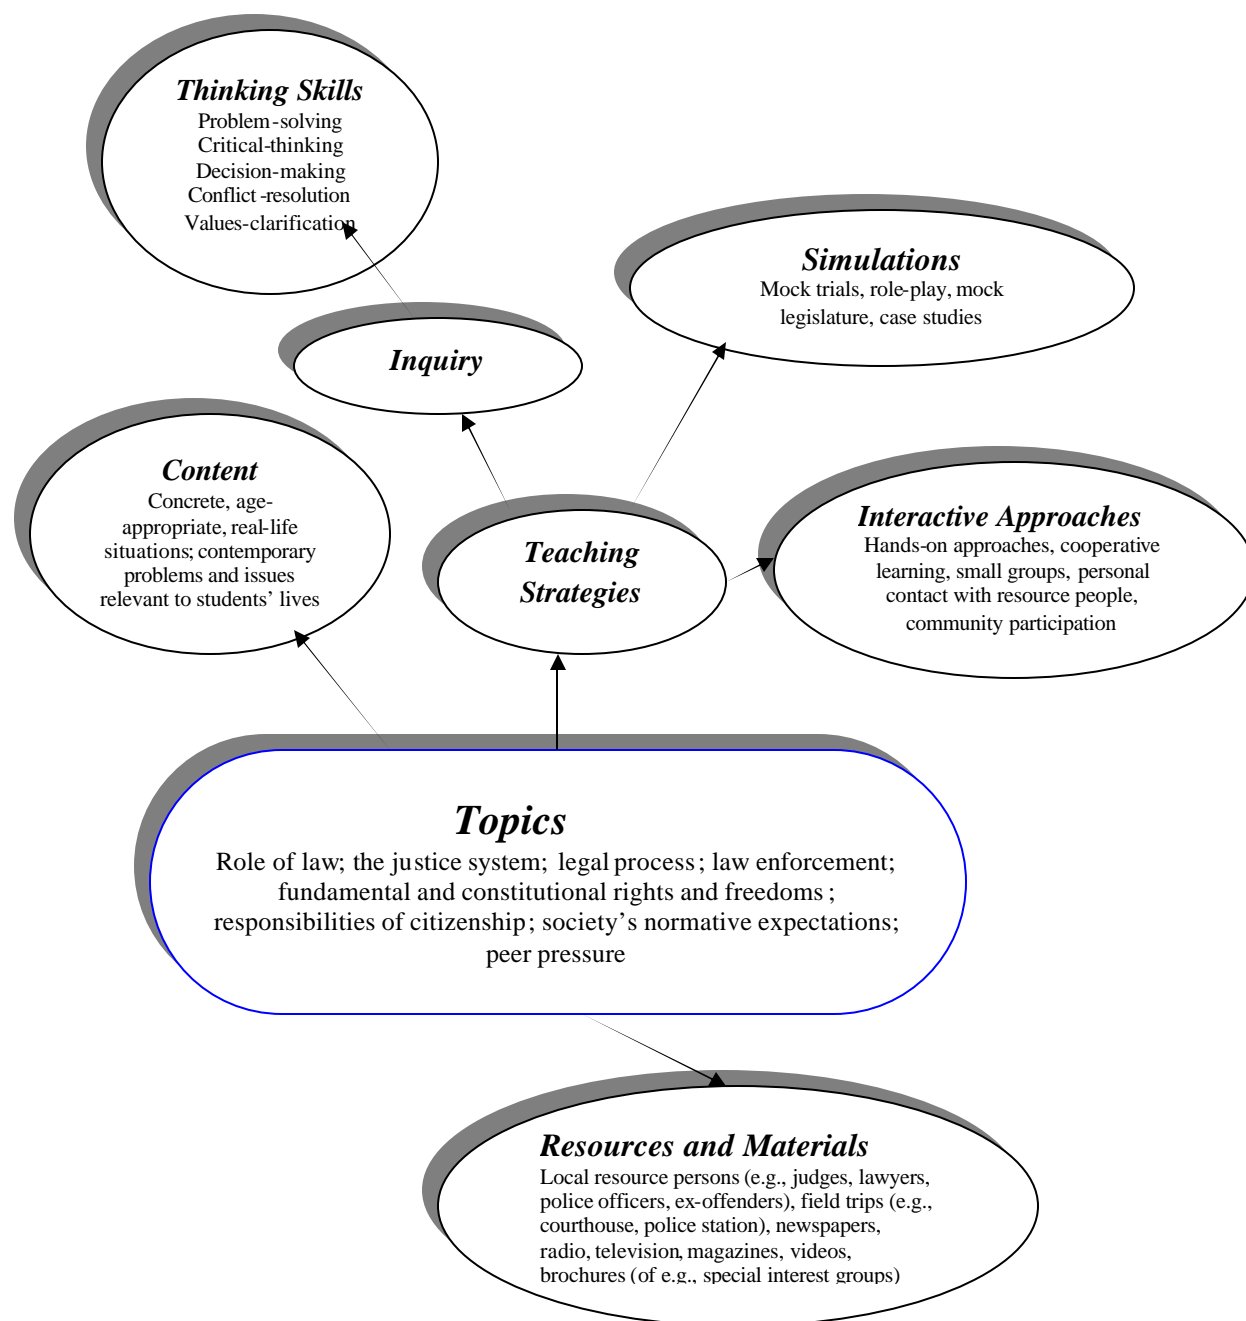 Thinking Skills
Problem-solving
Critical-thinking
Decision-making
Conflict-resolution
Values-clarification
Simulations
Mock trials, role-play, mock
legislature, case studies
Inquiry
Content
Concrete, age-
appropriate, real-life
situations; contemporary
problems and issues
relevant to students’ lives
Teaching
Strategies
Interactive Approaches
Hands-on approaches, cooperative
learning, small groups, personal
contact with resource people,
community participation
Topics
Role of law; the justice system; legal process; law enforcement;
fundamental and constitutional rights and freedoms;
responsibilities of citizenship; society’s normative expectations;
peer pressure
Resources and Materials
Local resource persons (e.g., judges, lawyers,
police officers, ex-offenders), field trips (e.g.,
courthouse, police station), newspapers,
radio, television, magazines, videos,
brochures (of e.g., special interest groups)